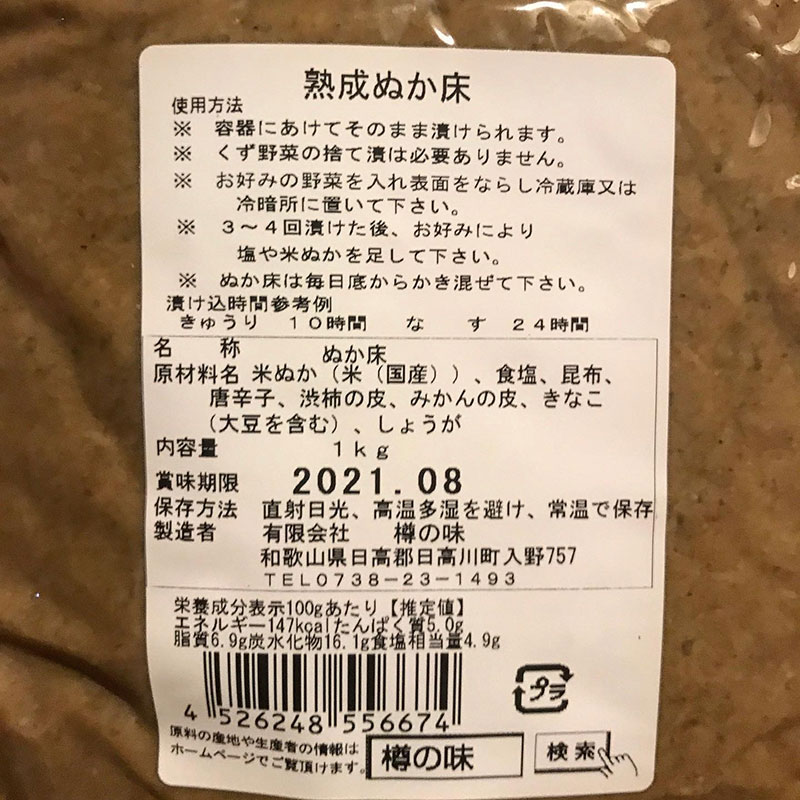 熟成ぬか床
使用方法
※ 容器にあけてそのまま漬けられます。
※ くず野菜の捨て漬は必要ありません。
※ お好みの野菜を入れ表面をならし冷蔵庫又は
冷暗所に置いて下さい。
※ 3～4回漬けた後、お好みにより
塩や米ぬかを足して下さい。
※ ぬか床は毎日底からかき混ぜて下さい。
漬け込時間参考例
きゅうり 10時間 な す 24時間
名 称 ぬか床
原材料名 米ぬか（米（国産））、食塩、昆布、
唐辛子、渋柿の皮、みかんの皮、きなこ
（大豆を含む）、しょうが
内容量 1kg
賞味期限 2021.08
保存方法 直射日光、高温多湿を避け、常温で保存
製造者 有限会社 樽の味
和歌山県日高郡日高川町入野757
TEL0738－23－1493
栄養成分表示100gあたり【推定値】
エネルギー147kcal たんぱく質5.0g
脂質6.9g炭水化物16.1g食塩相当量4.9g
プラ
4 526248 556674
原料の産地や生産者の情報は
ホームページでご覧頂けます。
樽の味 検索